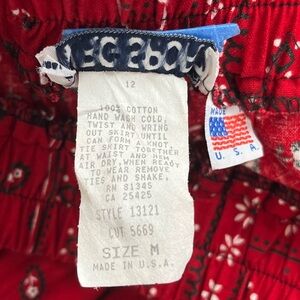 12
100% COTTON
HAND WASH COLD.
TWIST AND WRING
OUT SKIRT UNTIL
CAN FORM A KNOT
TIE SKIRT TOGETHER
AT WAIST AND HEM
AIR DRY. WHEN READY
TO WEAR REMOVE
TIES AND SHAKE.
RN 81345
CA 25425
STYLE 13121
CUT 5669
SIZE M
MADE IN U.S.A.
MADE
U. S. A.